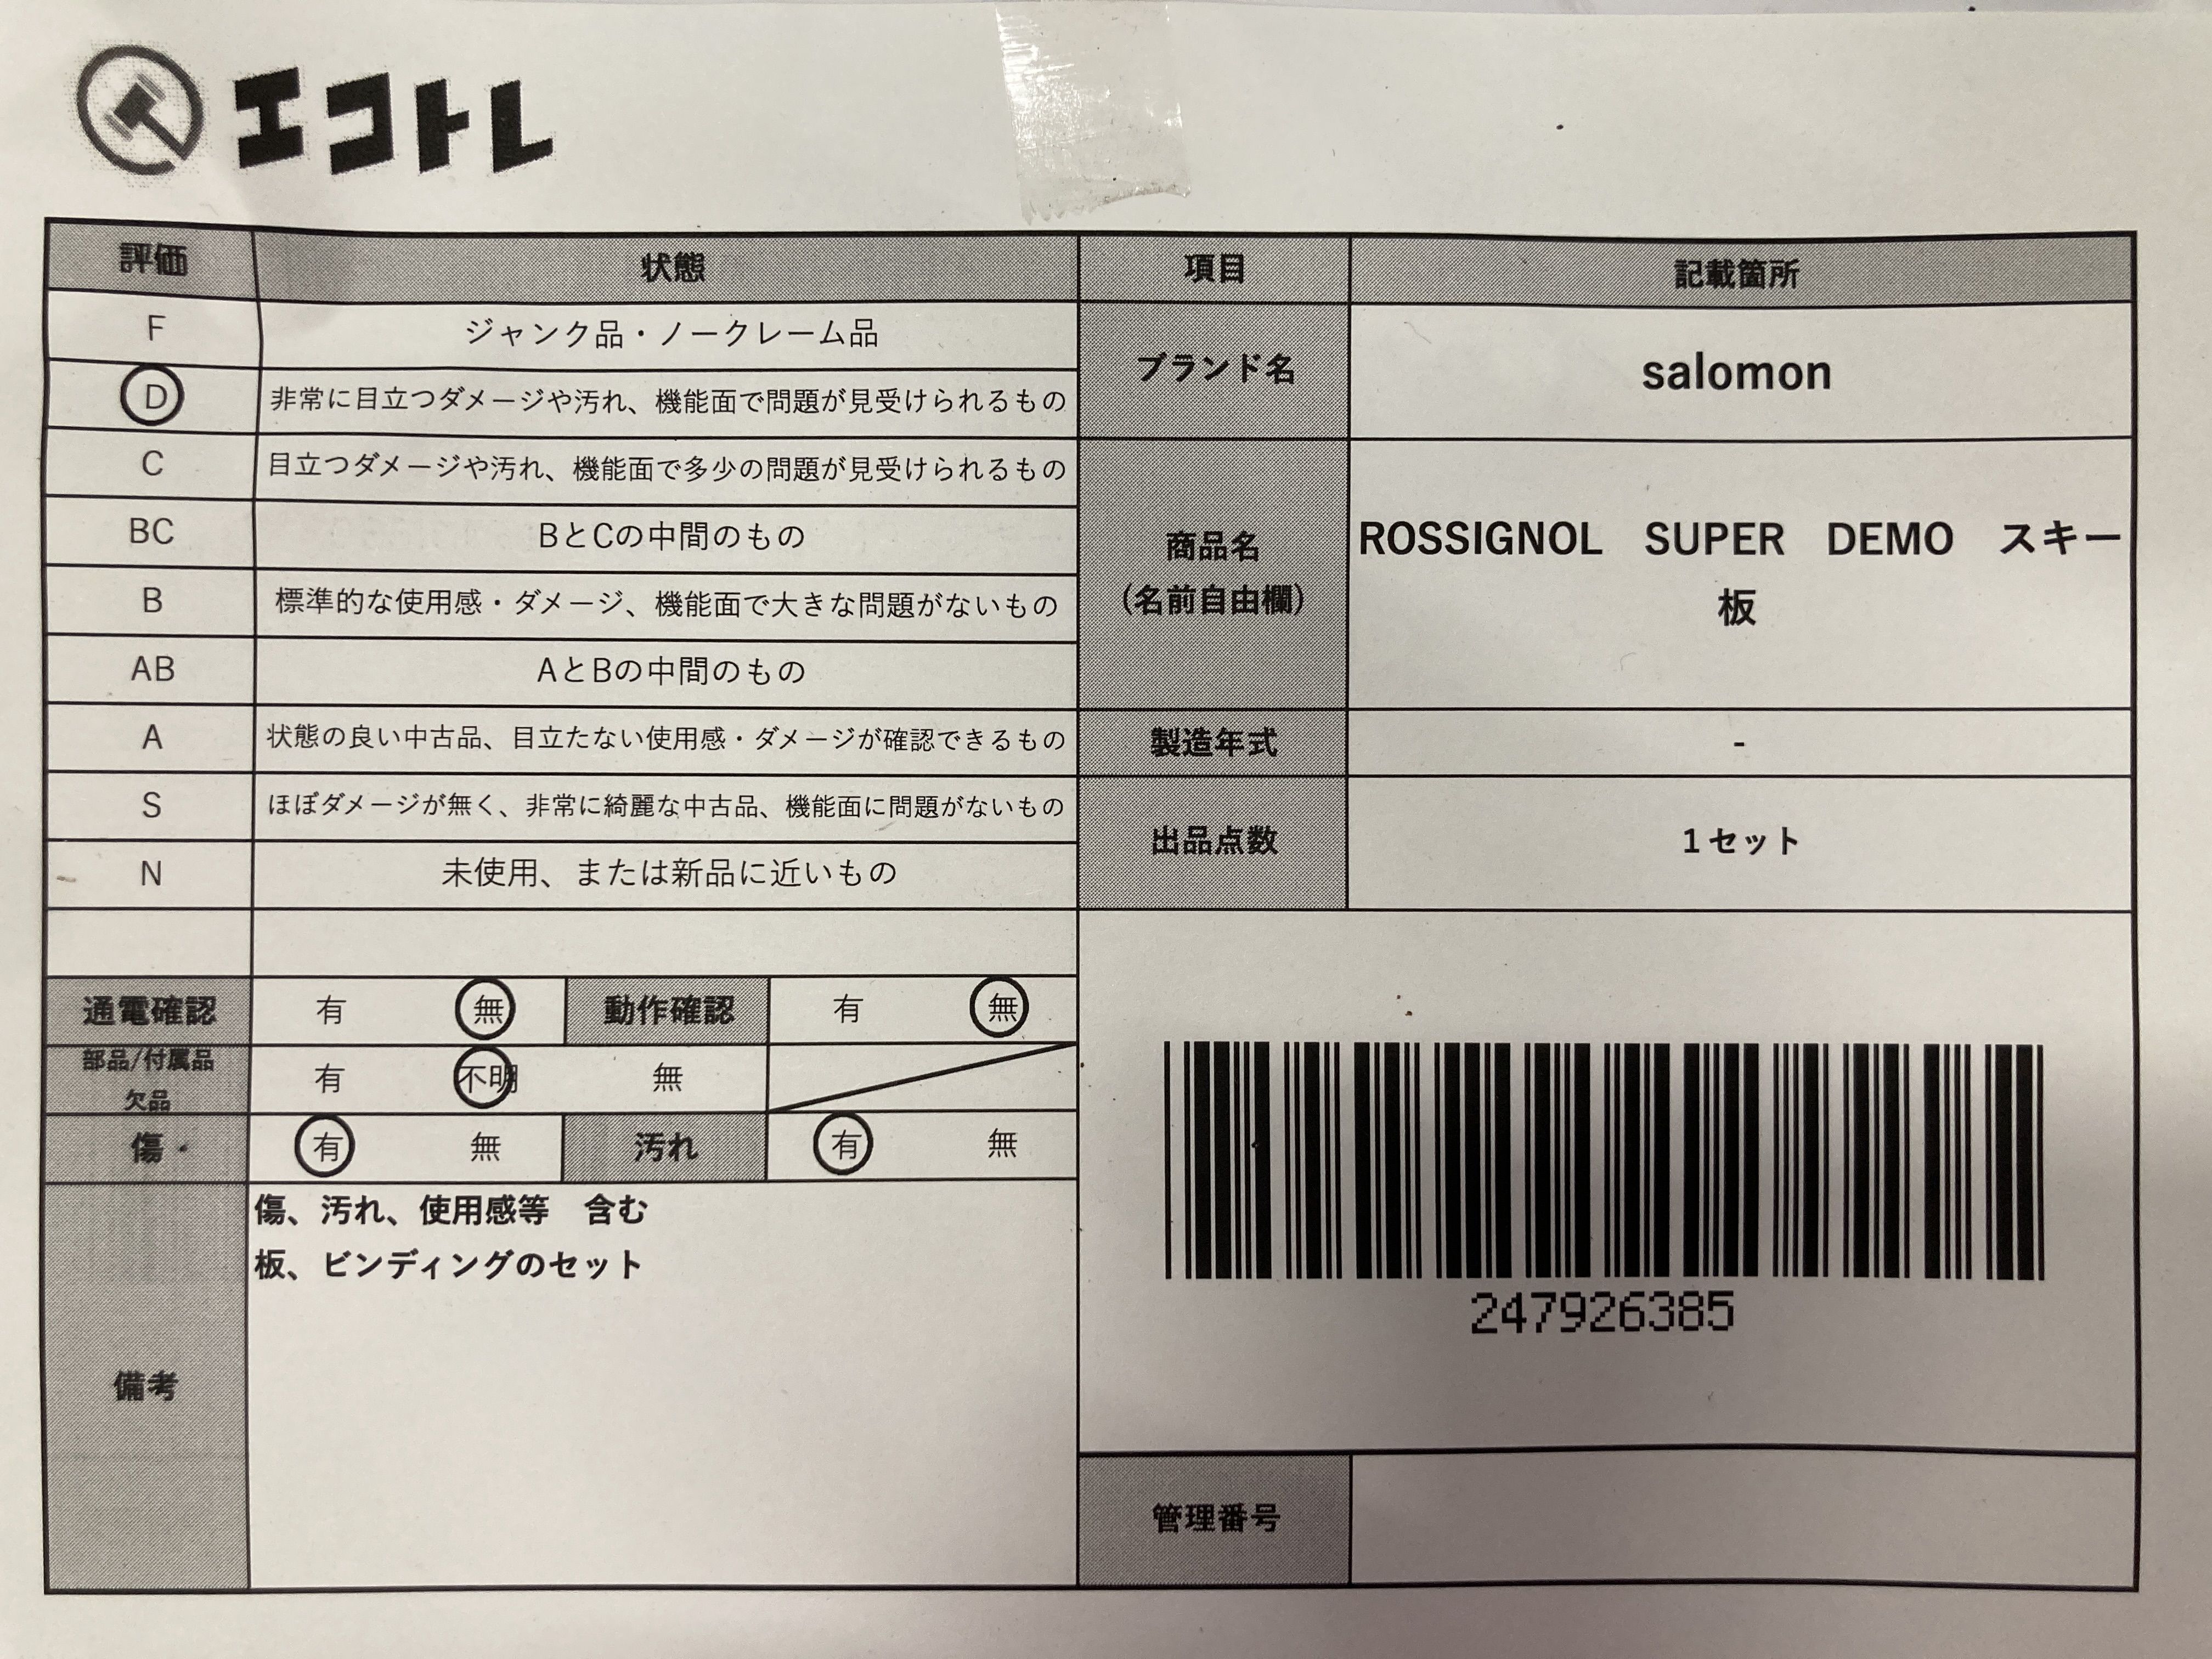 エコトレ
評価 状態 項目 記載箇所
F ジャンク品・ノークレーム品
D 非常に目立つダメージや汚れ、機能面で問題が見受けられるもの
ブランド名 salomon
C 目立つダメージや汚れ、機能面で多少の問題が見受けられるもの
BC BとCの中間のもの
商品名
(名前自由欄)
ROSSIGNOL SUPER DEMO スキー
板
B 標準的な使用感・ダメージ、機能面で大きな問題がないもの
AB AとBの中間のもの
A 状態の良い中古品、目立たない使用感・ダメージが確認できるもの
製造年式 -
S ほぼダメージが無く、非常に綺麗な中古品、機能面に問題がないもの
出品点数 1セット
N 未使用、または新品に近いもの
通電確認 有 無 動作確認 有 無
部品/付属品
欠品
有 不明 無
傷 有 無 汚れ 有 無
備考
傷、汚れ、使用感等 含む
板、ビンディングのセット
247926385
管理番号